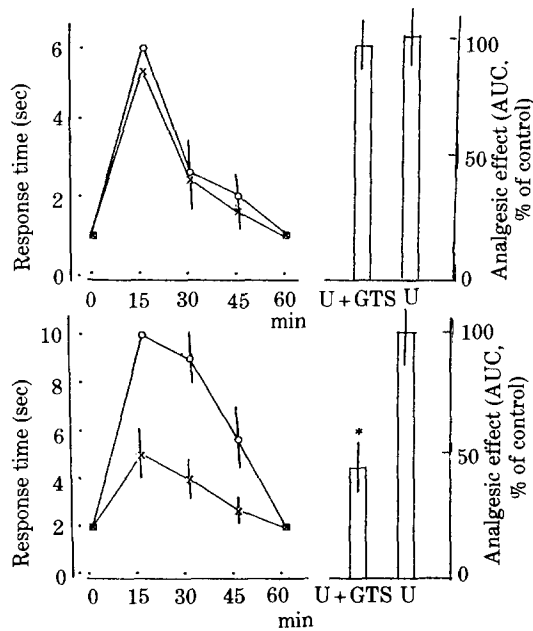 Response time (sec)
6
4
2
0
0 15 30 45 60
min
100
50
0
Analgesic effect (AUC,
% of control)
U + GTS U
Response time (sec)
10
8
6
4
2
0
0 15 30 45 60
min
*
100
50
0
Analgesic effect (AUC,
% of control)
U + GTS U